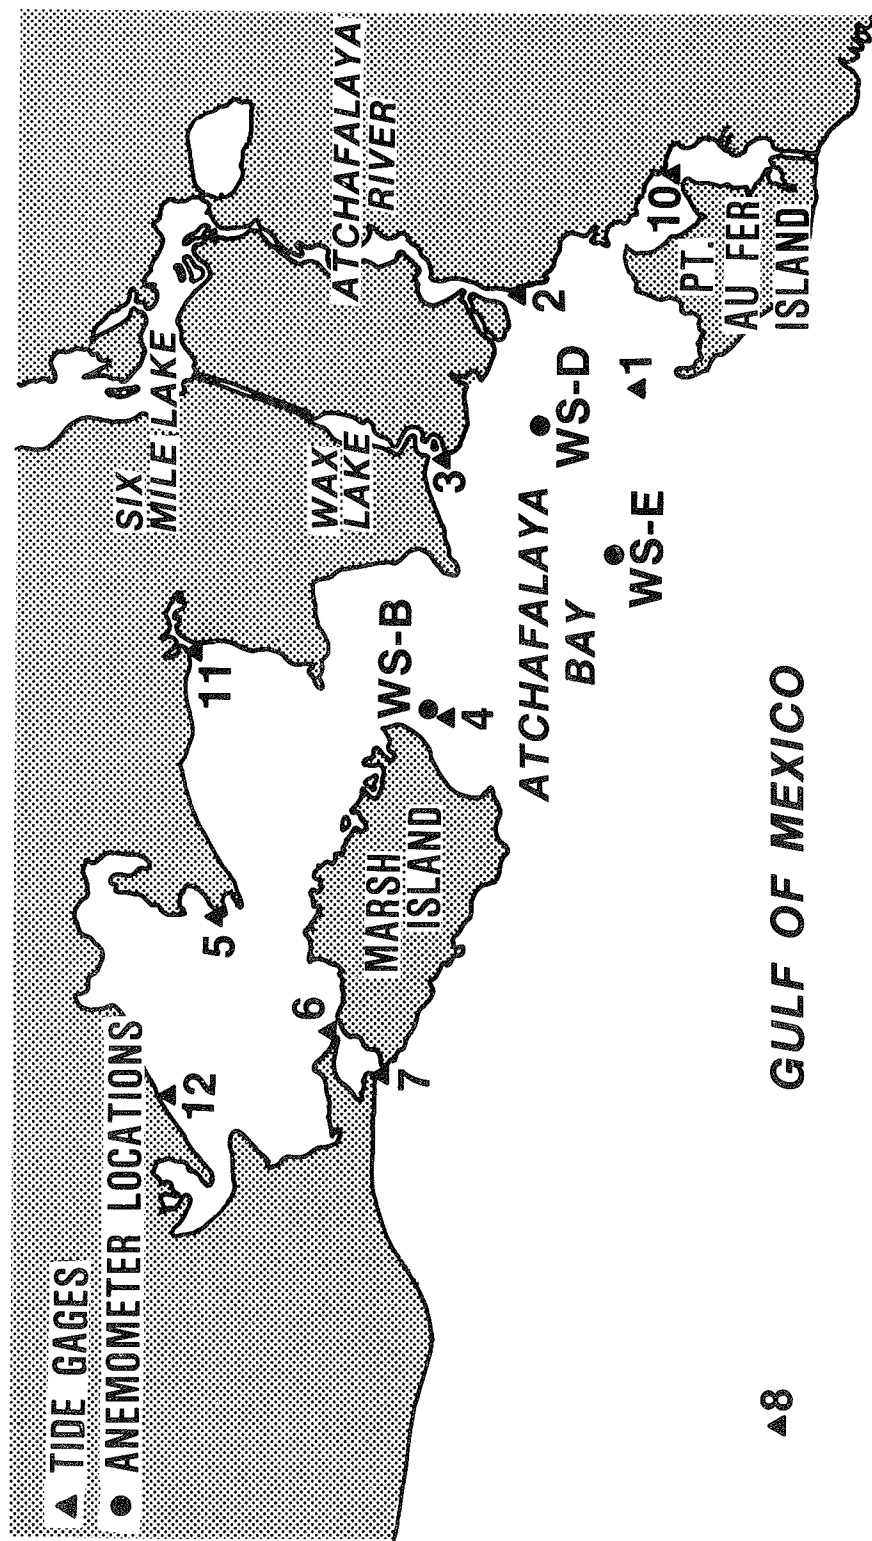 ▲ TIDE GAGES
● ANEMOMETER LOCATIONS
SIX
MILE LAKE
WAX
LAKE
ATCHAFALAYA
RIVER
12
5
11
6
7
MARSH
ISLAND
WS-B
4
3
2
WS-D
ATCHAFALAYA
BAY
WS-E
1
10
PT.
AU FER
ISLAND
GULF OF MEXICO
8